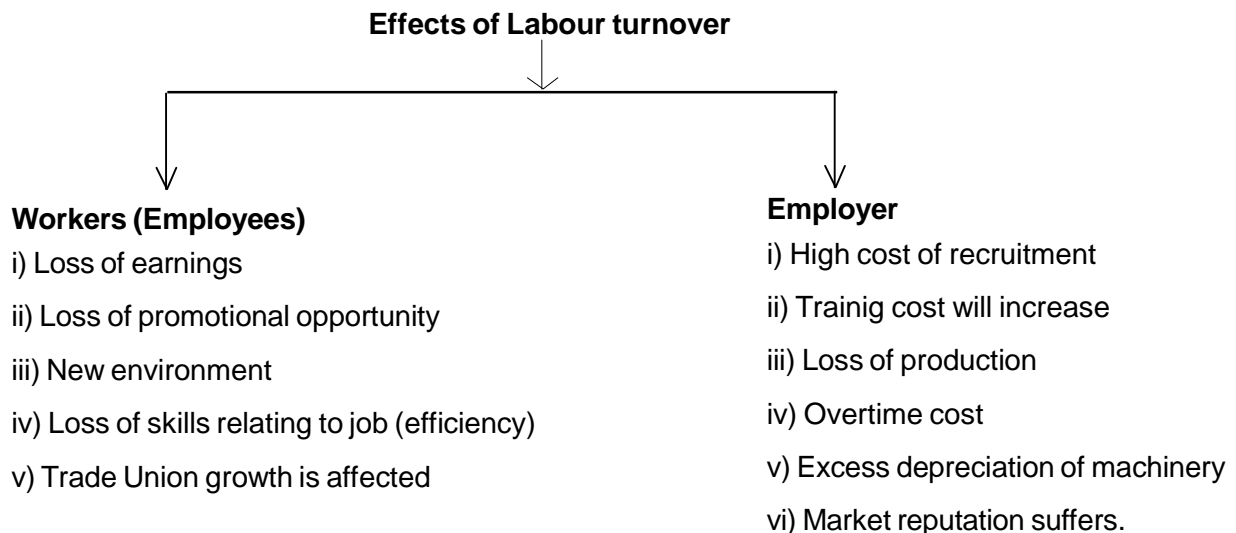 Effects of Labour turnover
Workers (Employees)
i) Loss of earnings
ii) Loss of promotional opportunity
iii) New environment
iv) Loss of skills relating to job (efficiency)
v) Trade Union growth is affected
Employer
i) High cost of recruitment
ii) Trainig cost will increase
iii) Loss of production
iv) Overtime cost
v) Excess depreciation of machinery
vi) Market reputation suffers.